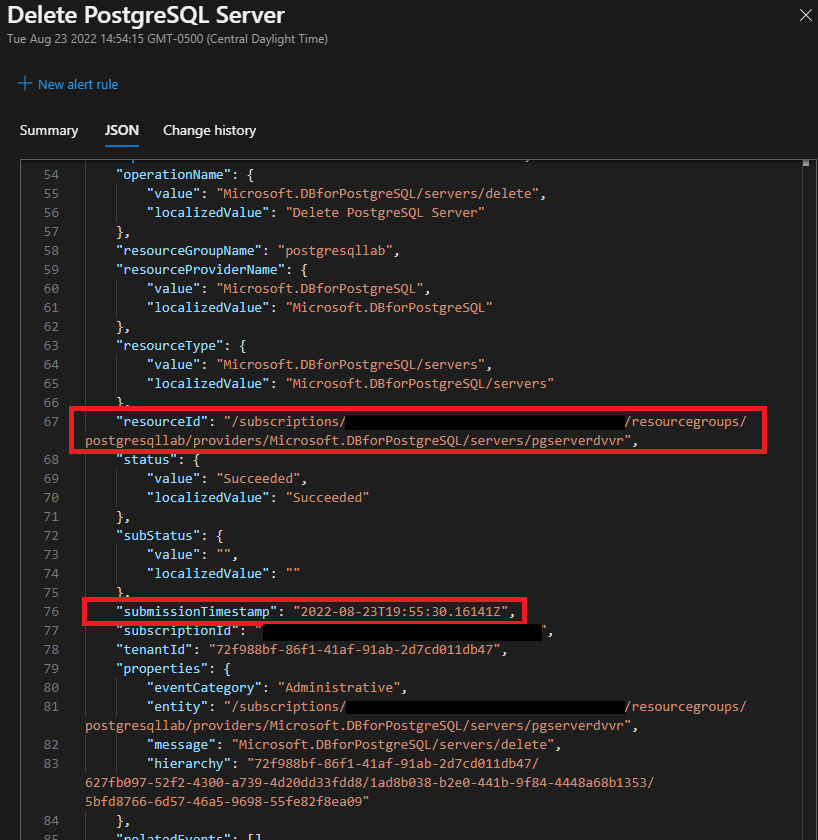 Delete PostgreSQL Server
Tue Aug 23 2022 14:54:15 GMT-0500 (Central Daylight Time)
New alert rule
Summary JSON Change history
54 "operationName": {
55 "value": "Microsoft.DBforPostgreSQL/servers/delete",
56 "localizedValue": "Delete PostgreSQL Server"
57 },
58 "resourceGroupName": "postgresqllab",
59 "resourceProviderName": {
60 "value": "Microsoft.DBforPostgreSQL",
61 "localizedValue": "Microsoft.DBforPostgreSQL"
62 },
63 "resourceType": {
64 "value": "Microsoft.DBforPostgreSQL/servers",
65 "localizedValue": "Microsoft.DBforPostgreSQL/servers"
66 },
67 "resourceId": "/subscriptions/ /resourcegroups/
postgresqllab/providers/Microsoft.DBforPostgreSQL/servers/pgserverdvvr",
68 "status": {
69 "value": "Succeeded",
70 "localizedValue": "Succeeded"
71 },
72 "subStatus": {
73 "value": "",
74 "localizedValue": ""
75 },
76 "submissionTimestamp": "2022-08-23T19:55:30.16141Z",
77 "subscriptionId": " ",
78 "tenantId": "72f988bf-86f1-41af-91ab-2d7cd011db47",
79 "properties": {
80 "eventCategory": "Administrative",
81 "entity": "/subscriptions/ /resourcegroups/
postgresqllab/providers/Microsoft.DBforPostgreSQL/servers/pgserverdvvr",
82 "message": "Microsoft.DBforPostgreSQL/servers/delete",
83 "hierarchy": "72f988bf-86f1-41af-91ab-2d7cd011db47/
627fb097-52f2-4300-a739-4d20dd33fdd8/1ad8b038-b2e0-441b-9f84-4448a68b1353/
5bfd8766-6d57-46a5-9698-55fe82f8ea09"
84 },
85 "relatedEvents": []